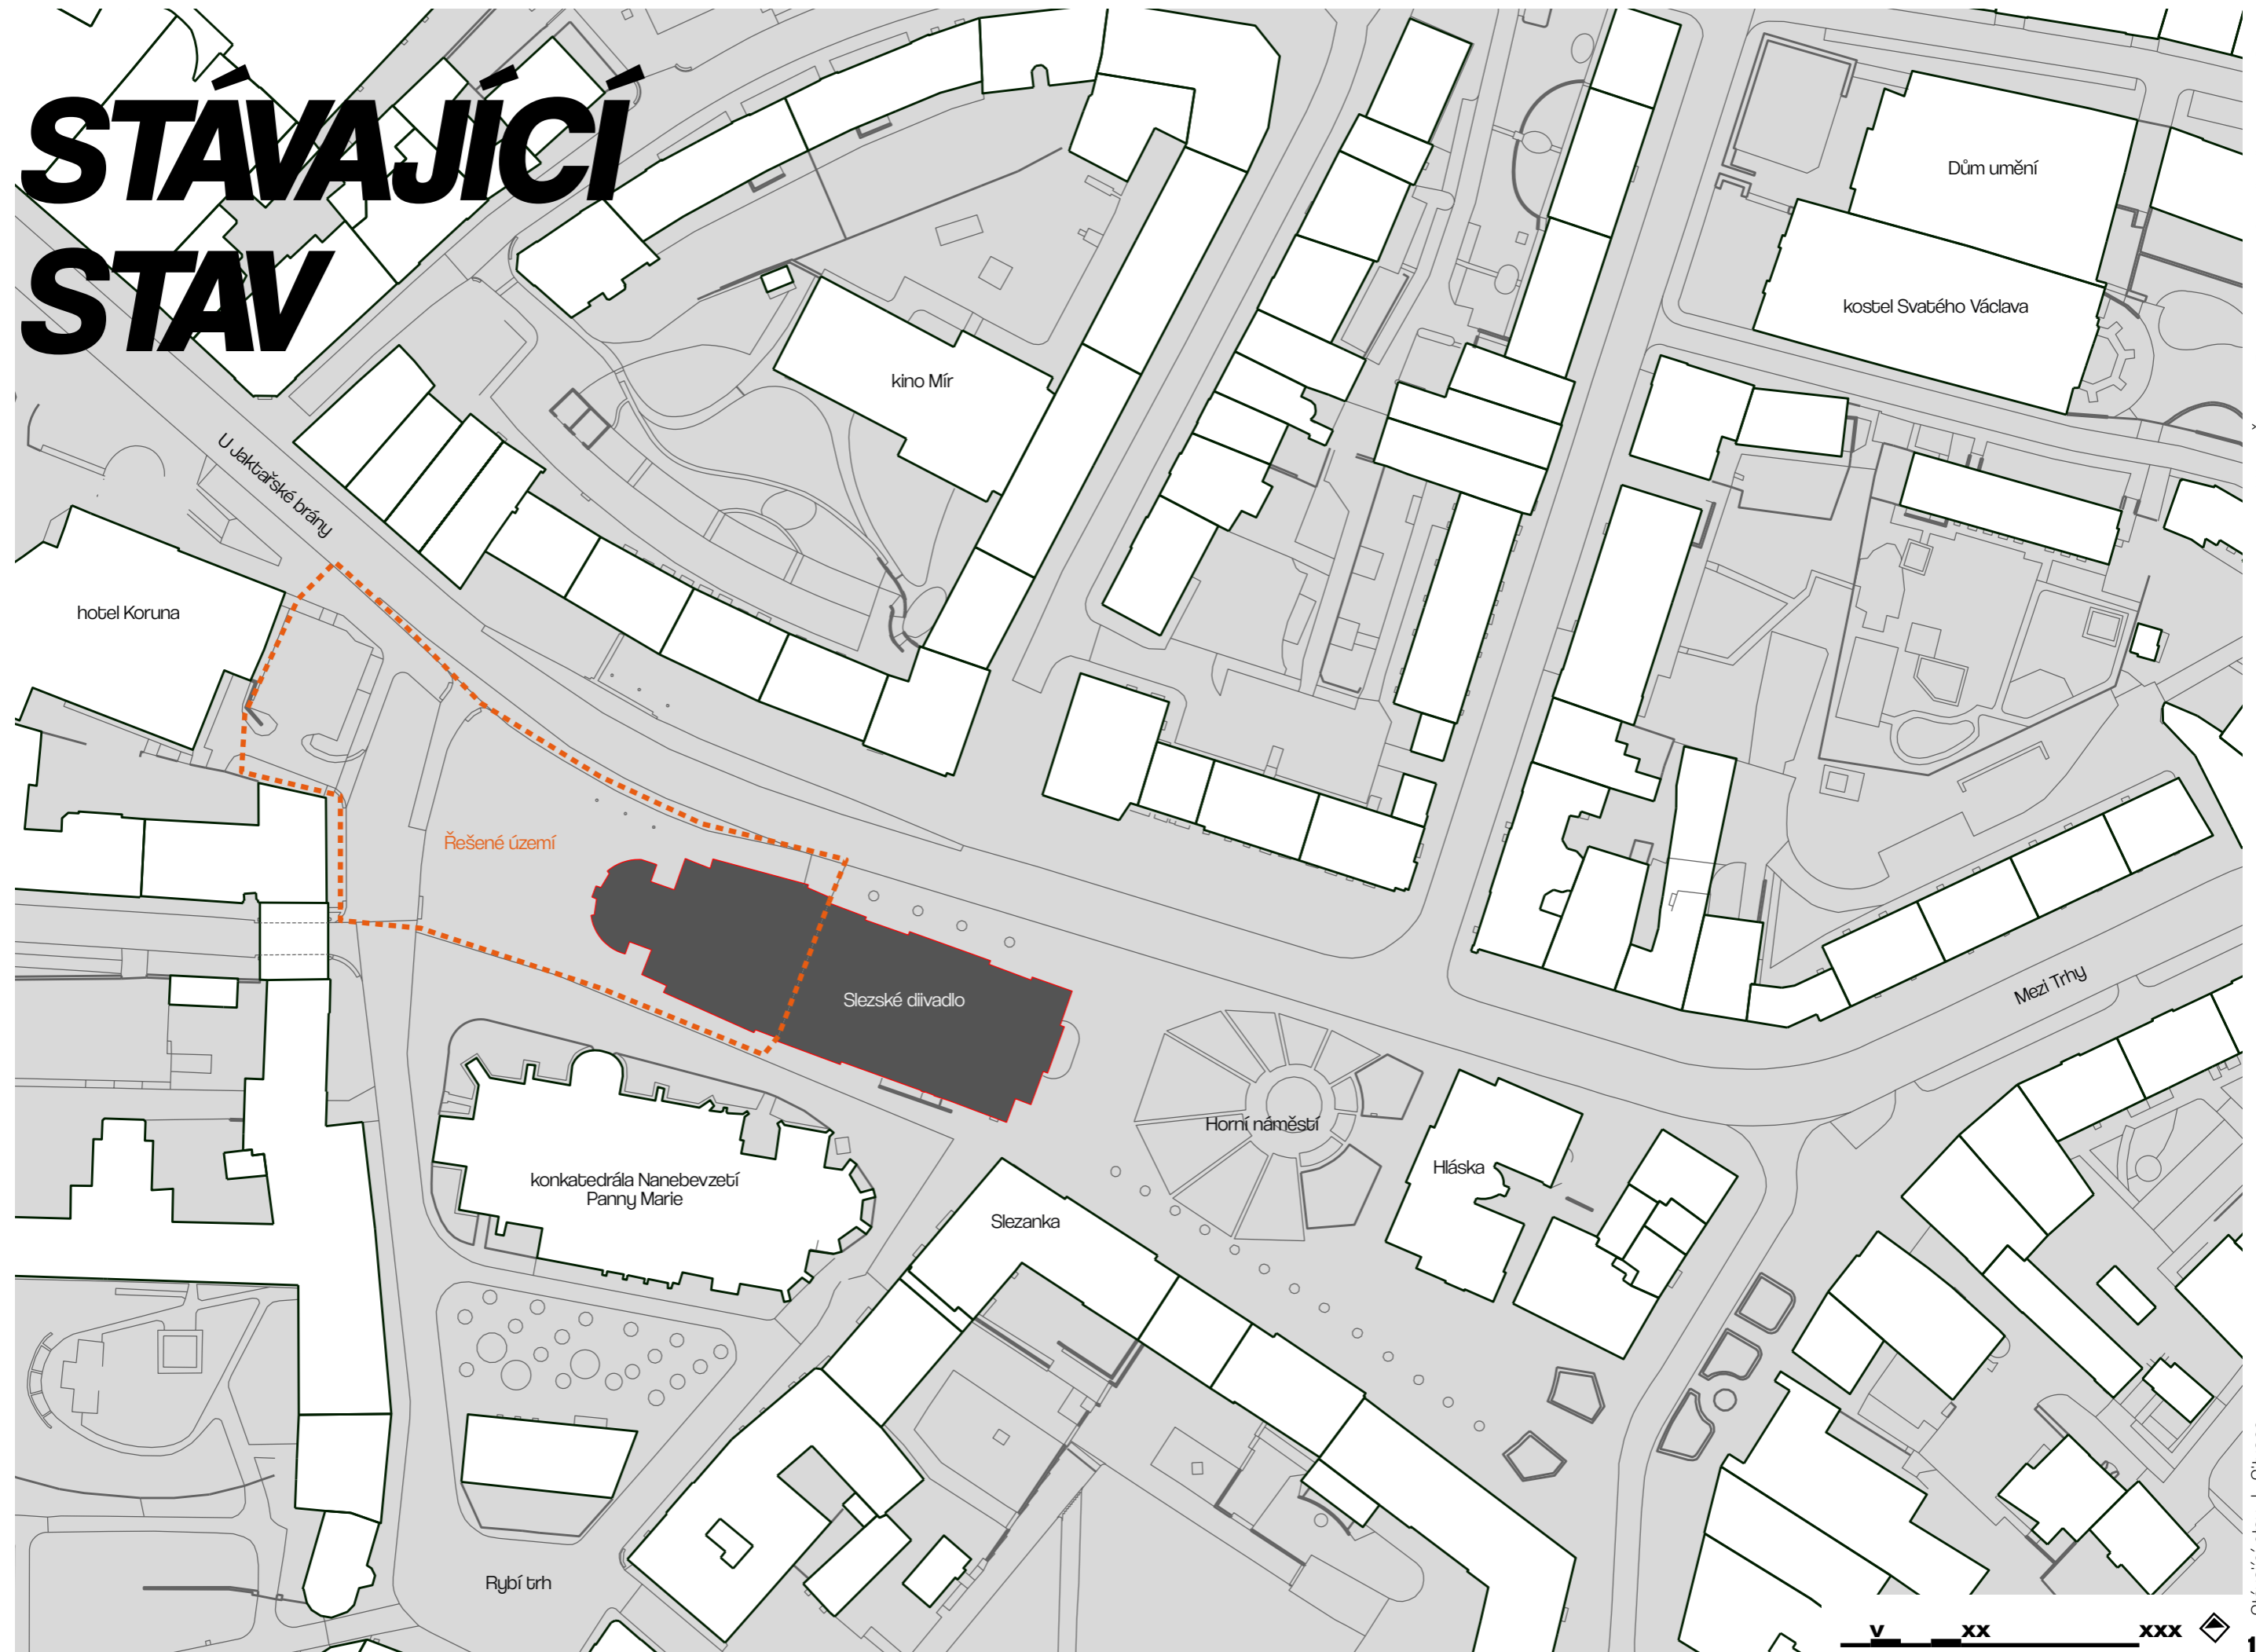 STÁVAJÍCÍ
STAV
Dům umění
kostel Svatého Václava
kino Mír
U Jaktařské brány
hotel Koruna
Řešené území
Slezské diivadlo
Mezi Trhy
Horní náměstí
Hláska
konkatedrála Nanebevzetí
Panny Marie
Slezanka
Rybí trh
V XX XXX